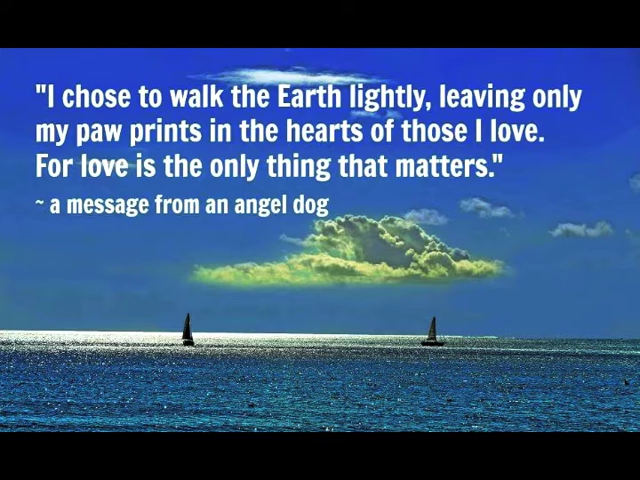 "I chose to walk the Earth lightly, leaving only
my paw prints in the hearts of those I love.
For love is the only thing that matters."
~ a message from an angel dog